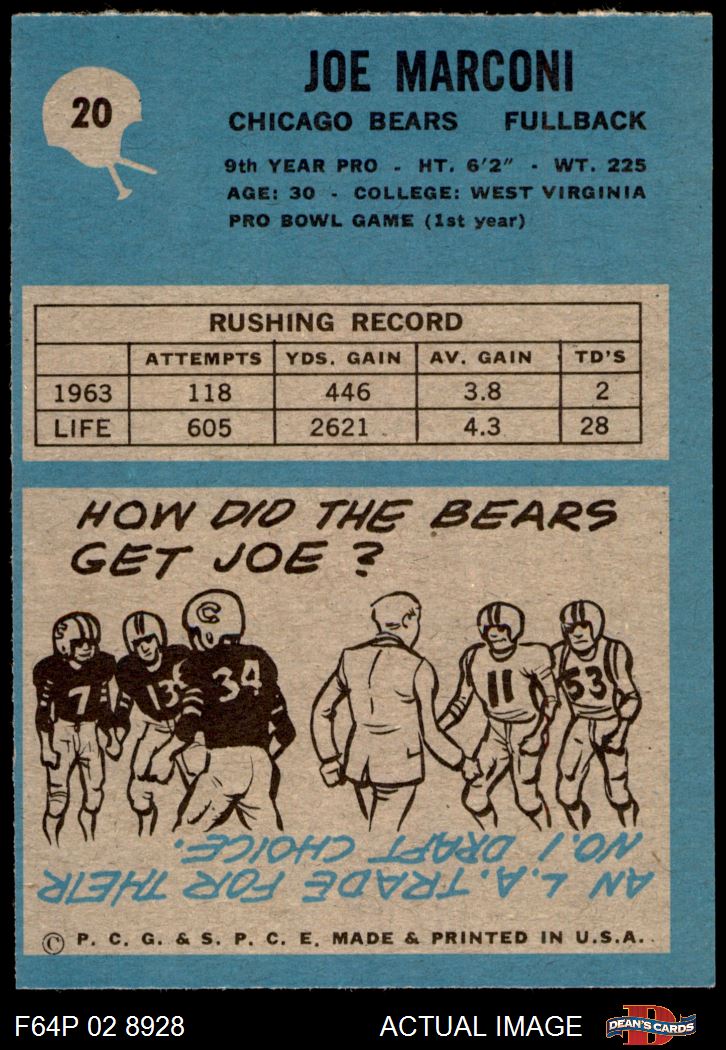 20
JOE MARCONI
CHICAGO BEARS FULLBACK
9th YEAR PRO - HT. 6'2" - WT. 225
AGE: 30 - COLLEGE: WEST VIRGINIA
PRO BOWL GAME (1st year)
RUSHING RECORD
ATTEMPTS YDS. GAIN AV. GAIN TD'S
1963 118 446 3.8 2
LIFE 605 2621 4.3 28
HOW DID THE BEARS
GET JOE?
C
7 13 34 11 53
AN L.A. TRADE FOR THEIR
NO. 1 DRAFT CHOICE.
© P. C. G. & S. P. C. E. MADE & PRINTED IN U.S.A.
F64P 02 8928 ACTUAL IMAGE D DEAN'S CARDS